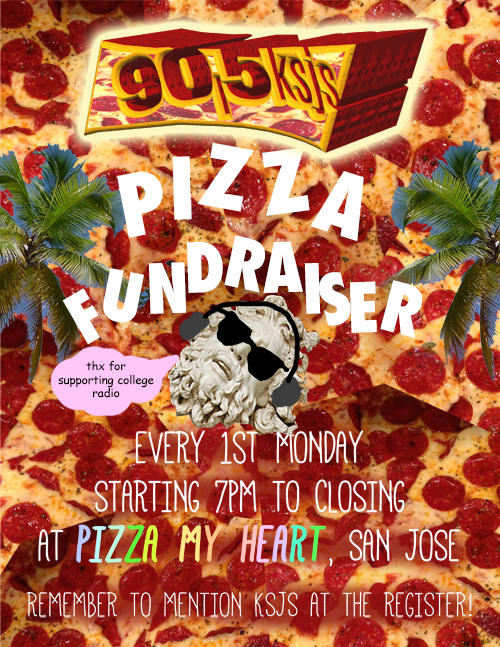 90.5 ksjs
PIZZA
FUNDRAISER
thx for
supporting college
radio
EVERY 1ST MONDAY
STARTING 7PM TO CLOSING
AT PIZZA MY HEART, SAN JOSE
REMEMBER TO MENTION KSJS AT THE REGISTER!